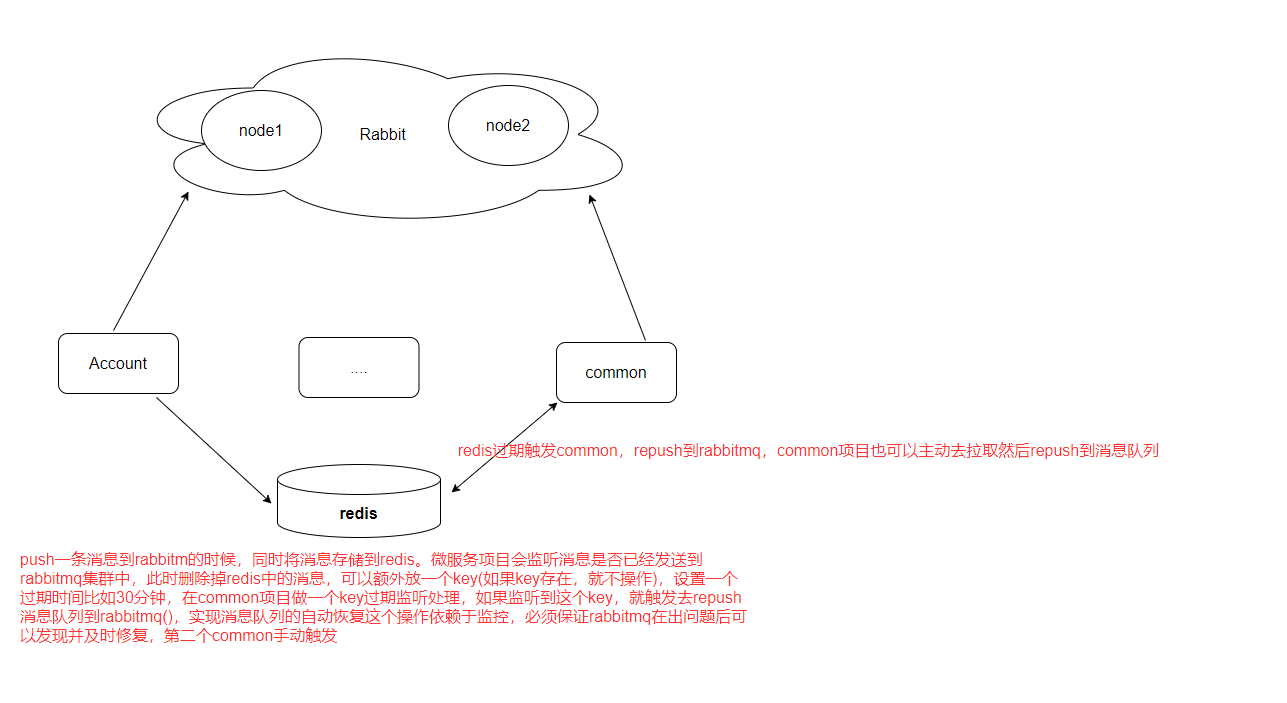 node1
Rabbit
node2
Account
....
common
redis过期触发common，repush到rabbitmq，common项目也可以主动去拉取然后repush到消息队列
redis
push一条消息到rabbitm的时候，同时将消息存储到redis。微服务项目会监听消息是否已经发送到
rabbitmq集群中，此时删除掉redis中的消息，可以额外放一个key(如果key存在，就不操作)，设置一个
过期时间比如30分钟，在common项目做一个key过期监听处理，如果监听到这个key，就触发去repush
消息队列到rabbitmq()，实现消息队列的自动恢复这个操作依赖于监控，必须保证rabbitmq在出问题后可
以发现并及时修复，第二个common手动触发